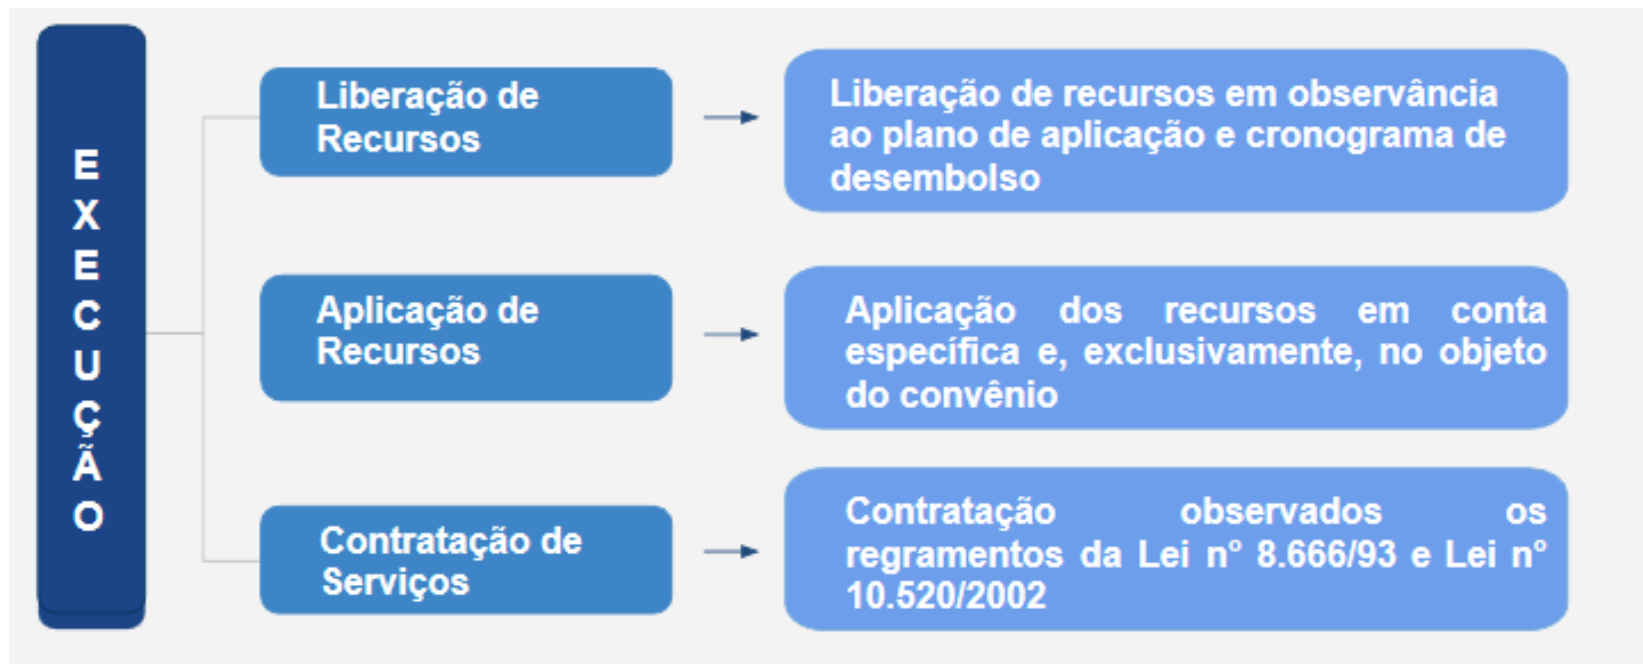 EXECUÇÃO
Liberação de
Recursos
Liberação de recursos em observância
ao plano de aplicação e cronograma de
desembolso
Aplicação de
Recursos
Aplicação dos recursos em conta
específica e, exclusivamente, no objeto
do convênio
Contratação de
Serviços
Contratação observados os
regramentos da Lei n° 8.666/93 e Lei n°
10.520/2002